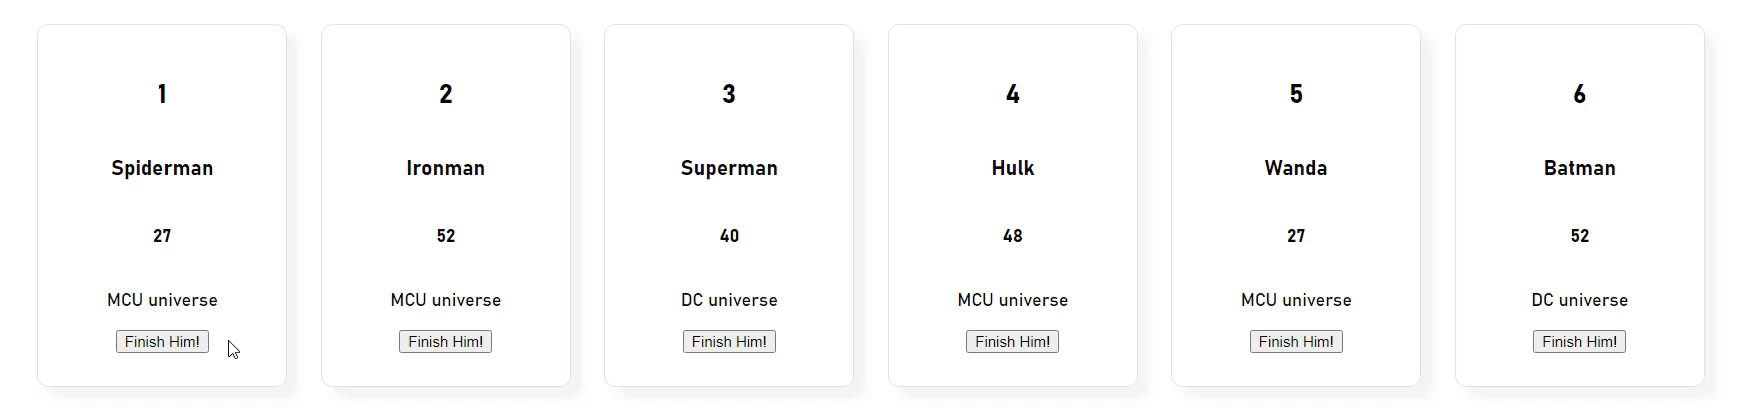 1
Spiderman
27
MCU universe
Finish Him!
2
Ironman
52
MCU universe
Finish Him!
3
Superman
40
DC universe
Finish Him!
4
Hulk
48
MCU universe
Finish Him!
5
Wanda
27
MCU universe
Finish Him!
6
Batman
52
DC universe
Finish Him!